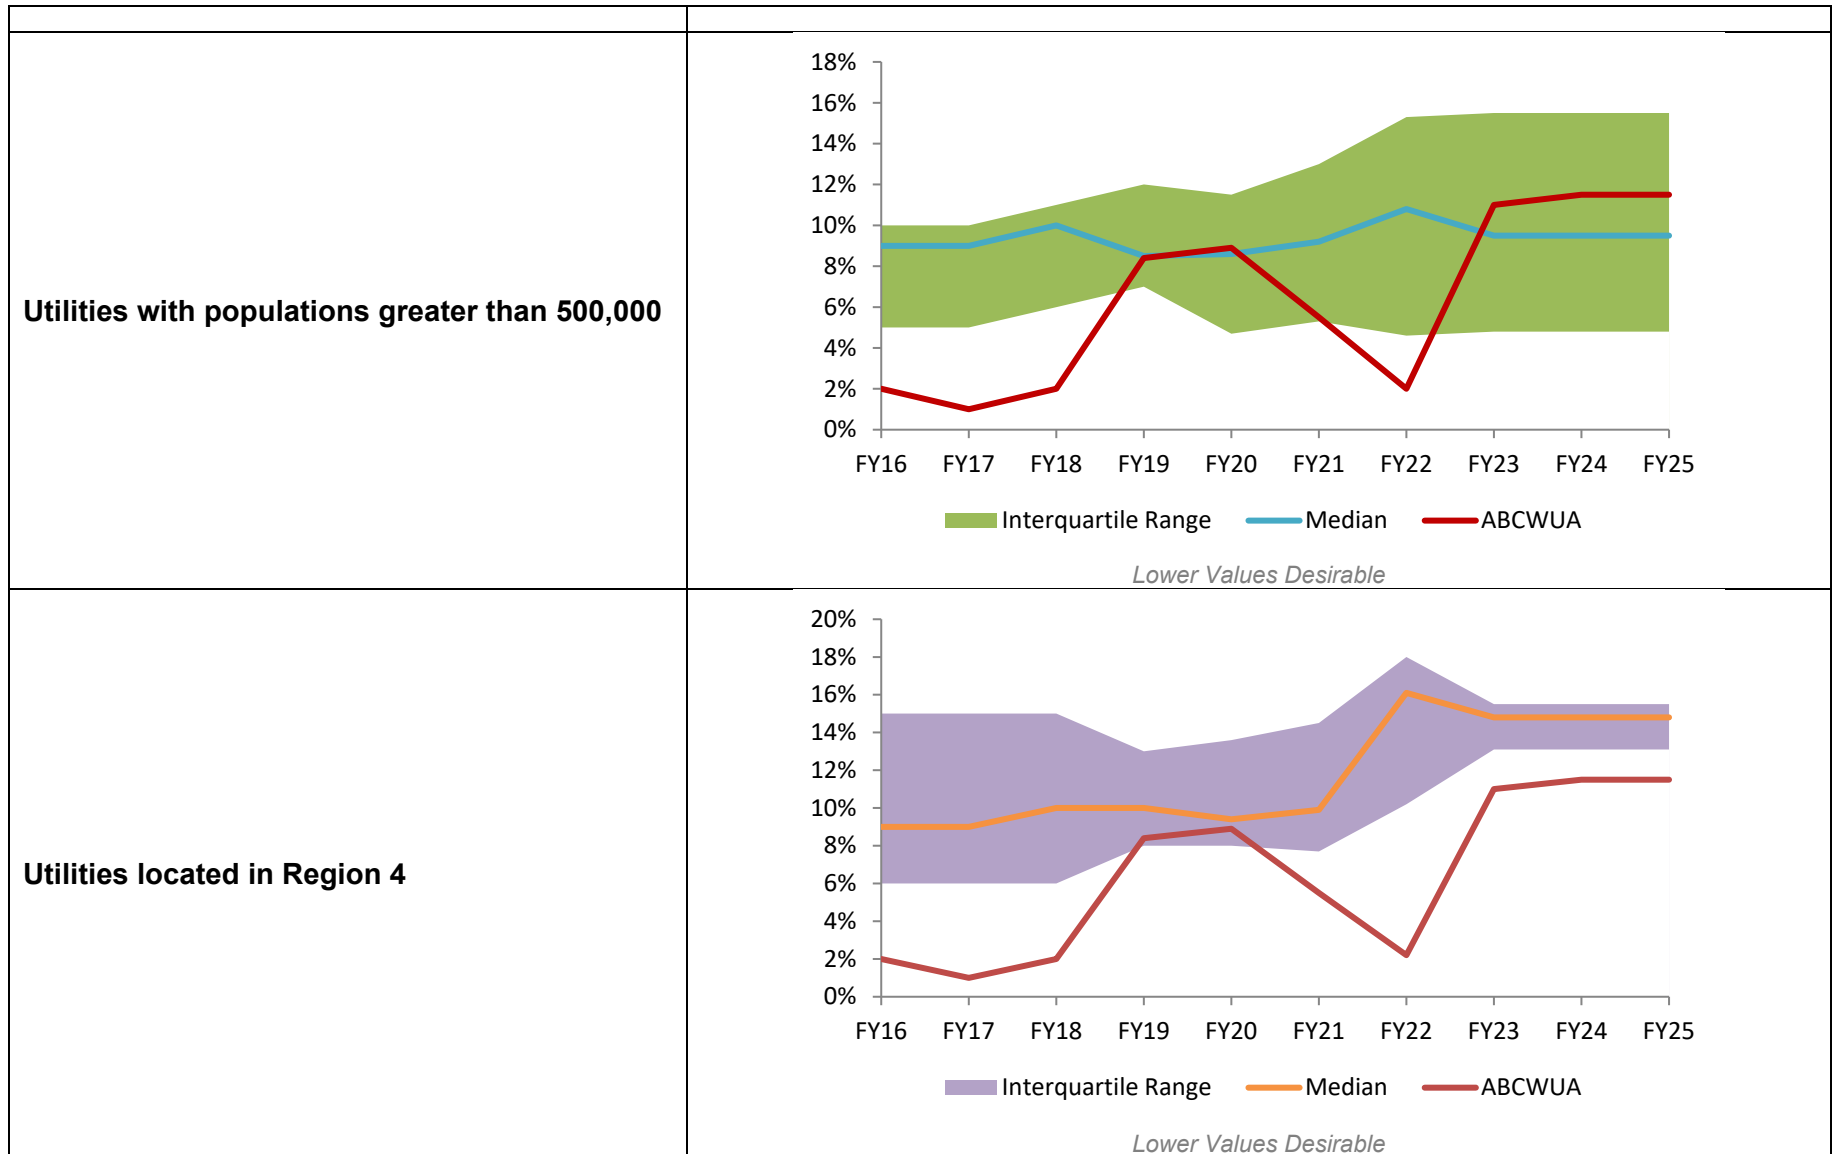 Utilities with populations greater than 500,000
18%
16%
14%
12%
10%
8%
6%
4%
2%
0%
FY16 FY17 FY18 FY19 FY20 FY21 FY22 FY23 FY24 FY25
Interquartile Range Median ABCWUA
Lower Values Desirable
Utilities located in Region 4
20%
18%
16%
14%
12%
10%
8%
6%
4%
2%
0%
FY16 FY17 FY18 FY19 FY20 FY21 FY22 FY23 FY24 FY25
Interquartile Range Median ABCWUA
Lower Values Desirable